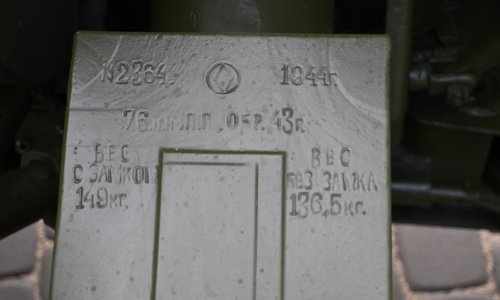 №2364 1944г.
76мм.П.П. Обр.43г.
ВЕС
С ЗАМКОМ
149кг.
ВЕС
БЕЗ ЗАМКА
136,5кг.